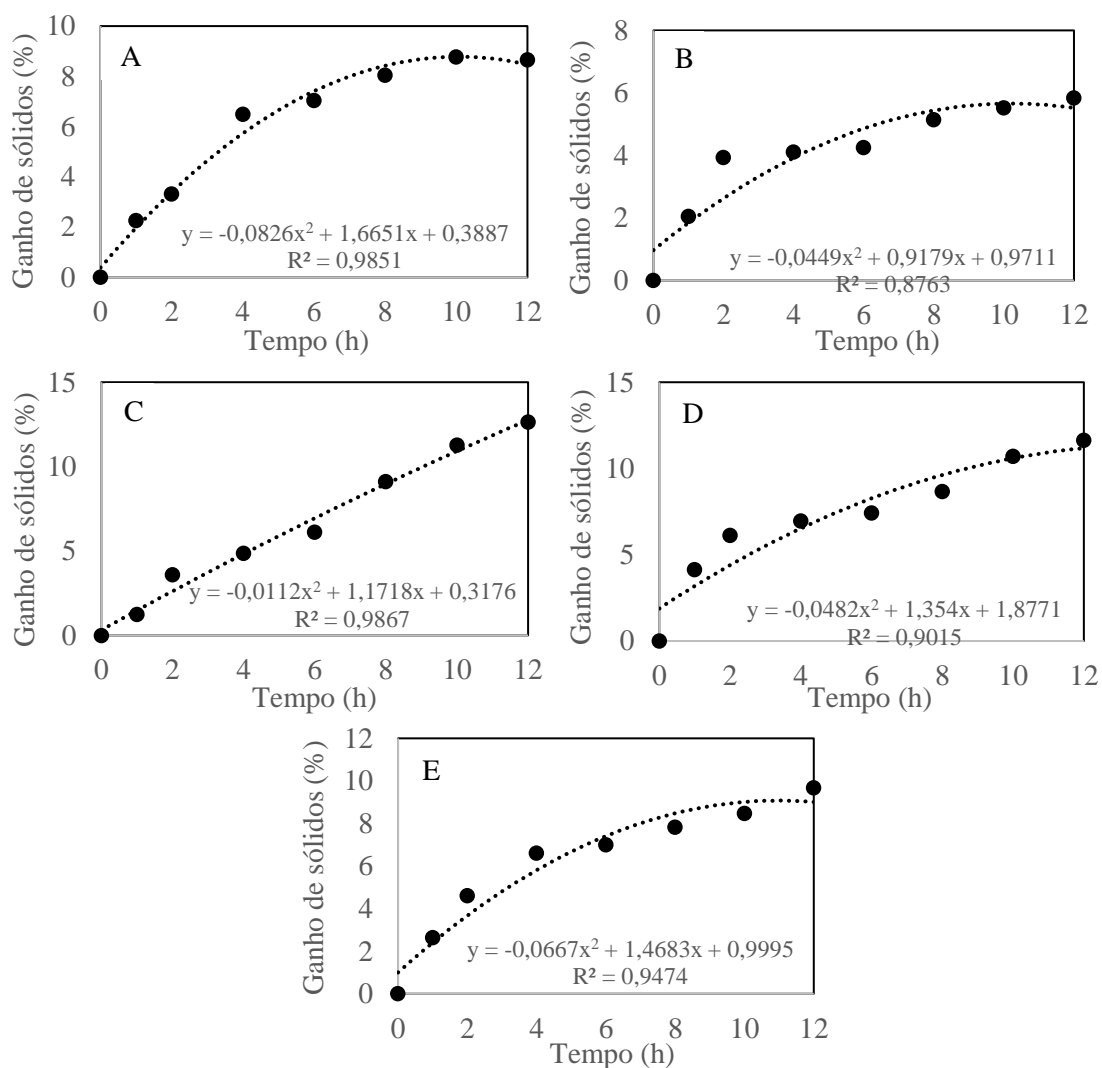 A
Ganho de sólidos (%)
10
8
6
4
2
0
y = -0,0826x² + 1,6651x + 0,3887
R² = 0,9851
0 2 4 6 8 10 12
Tempo (h)
B
Ganho de sólidos (%)
8
6
4
2
0
y = -0,0449x² + 0,9179x + 0,9711
R² = 0,8763
0 2 4 6 8 10 12
Tempo (h)
C
Ganho de sólidos (%)
15
10
5
0
y = -0,0112x² + 1,1718x + 0,3176
R² = 0,9867
0 2 4 6 8 10 12
Tempo (h)
D
Ganho de sólidos (%)
15
10
5
0
y = -0,0482x² + 1,354x + 1,8771
R² = 0,9015
0 2 4 6 8 10 12
Tempo (h)
E
Ganho de sólidos (%)
12
10
8
6
4
2
0
y = -0,0667x² + 1,4683x + 0,9995
R² = 0,9474
0 2 4 6 8 10 12
Tempo (h)